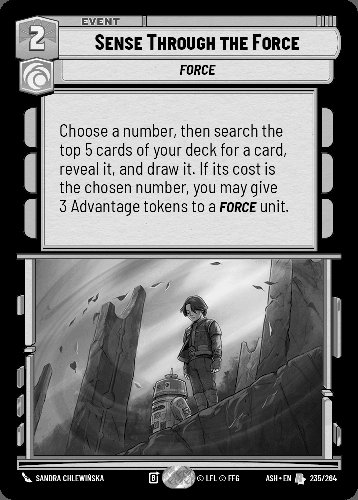 EVENT
2
SENSE THROUGH THE FORCE
FORCE
Choose a number, then search the
top 5 cards of your deck for a card,
reveal it, and draw it. If its cost is
the chosen number, you may give
3 Advantage tokens to a FORCE unit.
SANDRA CHLEWIŃSKA
© LFL © FFG
ASH • EN
235/264